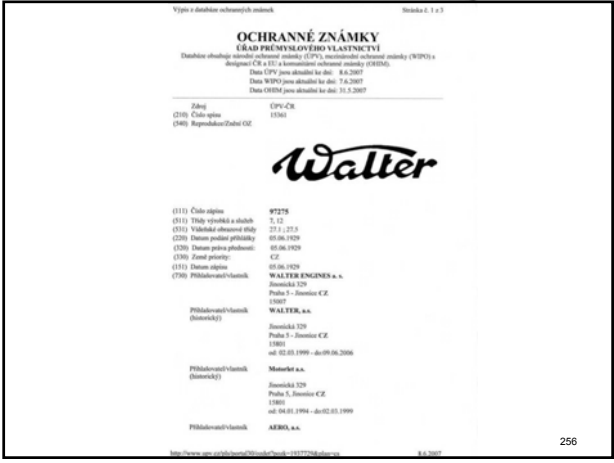 Výpis z databáze ochranných známek Stránka č. 1 z 3
OCHRANNÉ ZNÁMKY
ÚŘAD PRŮMYSLOVÉHO VLASTNICTVÍ
Databáze obsahuje národní ochranné známky (ÚPV), mezinárodní ochranné známky (WIPO) s
designací ČR a EU a komunitární ochranné známky (OHIM).
Data ÚPV jsou aktuální ke dni: 8.6.2007
Data WIPO jsou aktuální ke dni: 7.6.2007
Data OHIM jsou aktuální ke dni: 31.5.2007
Zdroj ÚPV-ČR
(210) Číslo spisu 15361
(540) Reprodukce/Znění OZ
Walter
(111) Číslo zápisu 97275
(511) Třídy výrobků a služeb 7, 12
(531) Vídeňské obrazové třídy 27.1 ; 27.5
(220) Datum podání přihlášky 05.06.1929
(320) Datum práva přednosti: 05.06.1929
(330) Země priority: CZ
(151) Datum zápisu 05.06.1929
(730) Přihlašovatel/vlastník WALTER ENGINES a. s.
Jinonická 329
Praha 5 - Jinonice CZ
15007
Přihlašovatel/vlastník WALTER, a.s.
(historický)
Jinonická 329
Praha 5 - Jinonice CZ
15801
od: 02.03.1999 - do:09.06.2006
Přihlašovatel/vlastník Motorlet a.s.
(historický)
Jinonická 329
Praha 5, Jinonice CZ
15801
od: 04.01.1994 - do:02.03.1999
Přihlašovatel/vlastník AERO, a.s.
8.6.2007
256